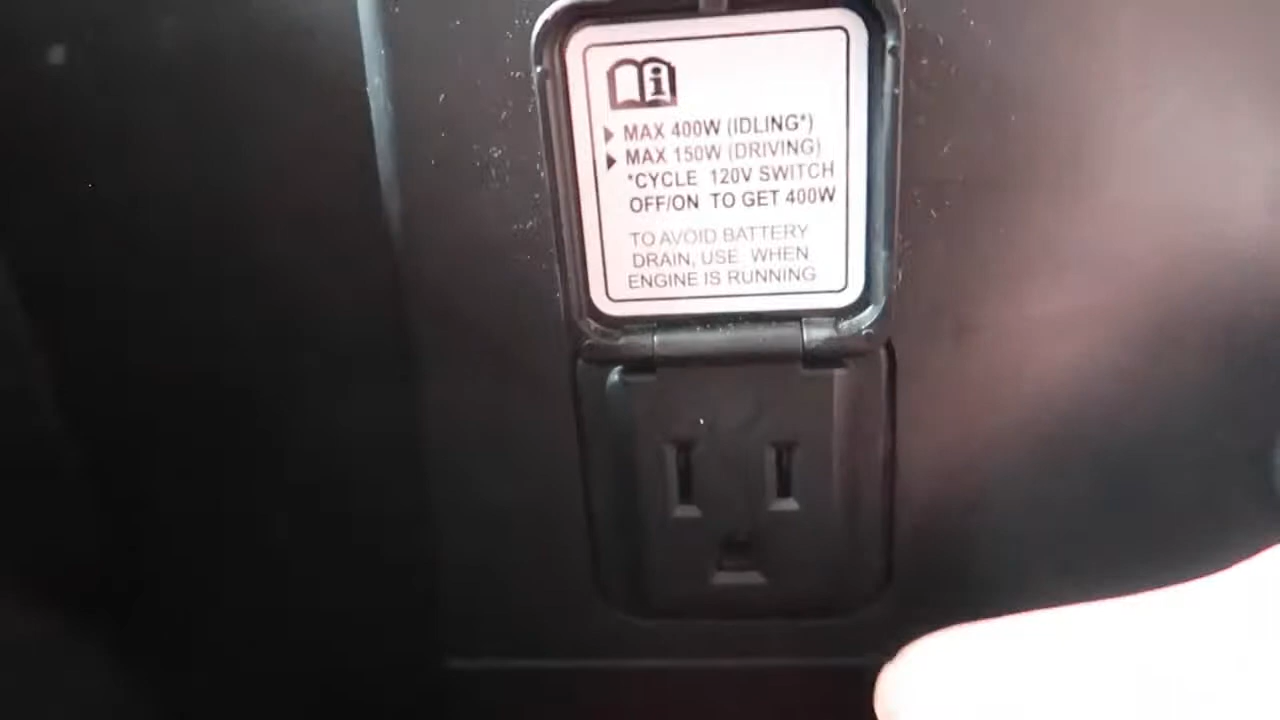 MAX 400W (IDLING*)
MAX 150W (DRIVING)
*CYCLE 120V SWITCH
OFF/ON TO GET 400W
TO AVOID BATTERY
DRAIN, USE WHEN
ENGINE IS RUNNING